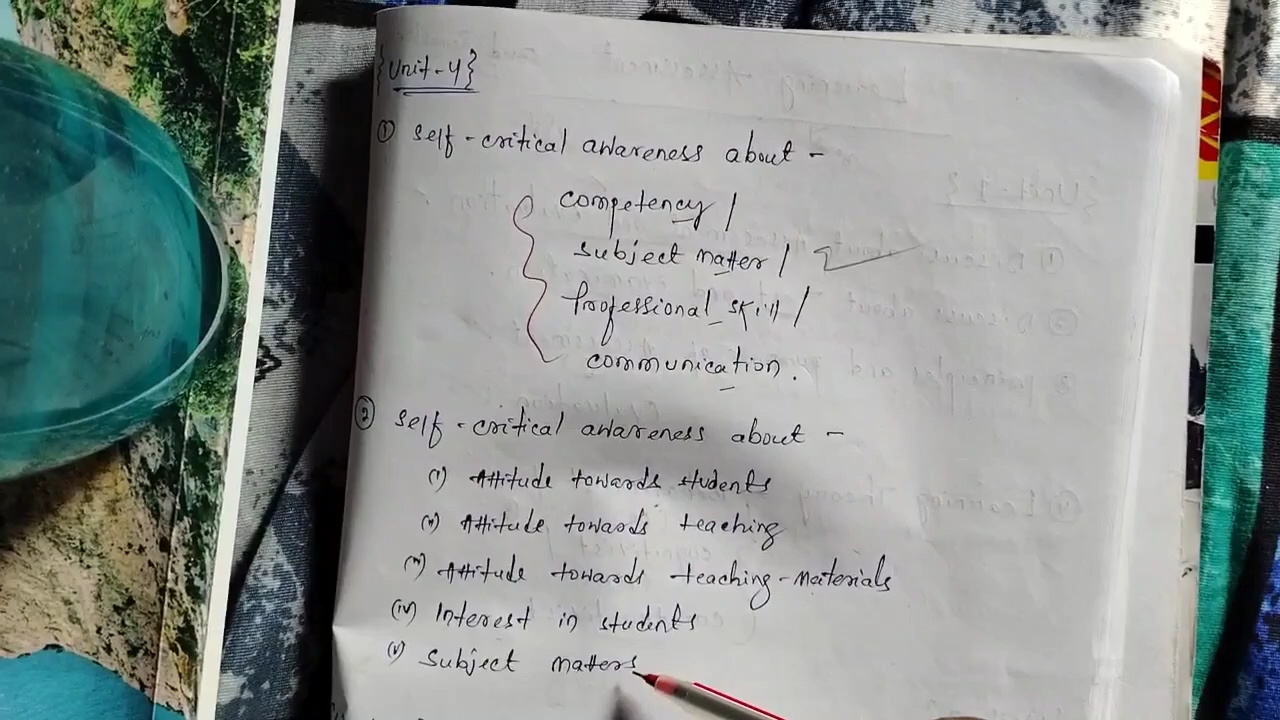 {Unit-4}
① Self-critical awareness about -
competency /
subject matter /
Professional skill /
communication.
② Self-critical awareness about -
(i) Attitude towards students
(ii) Attitude towards teaching
(iii) Attitude towards teaching-materials
(iv) Interest in students
(v) Subject matters